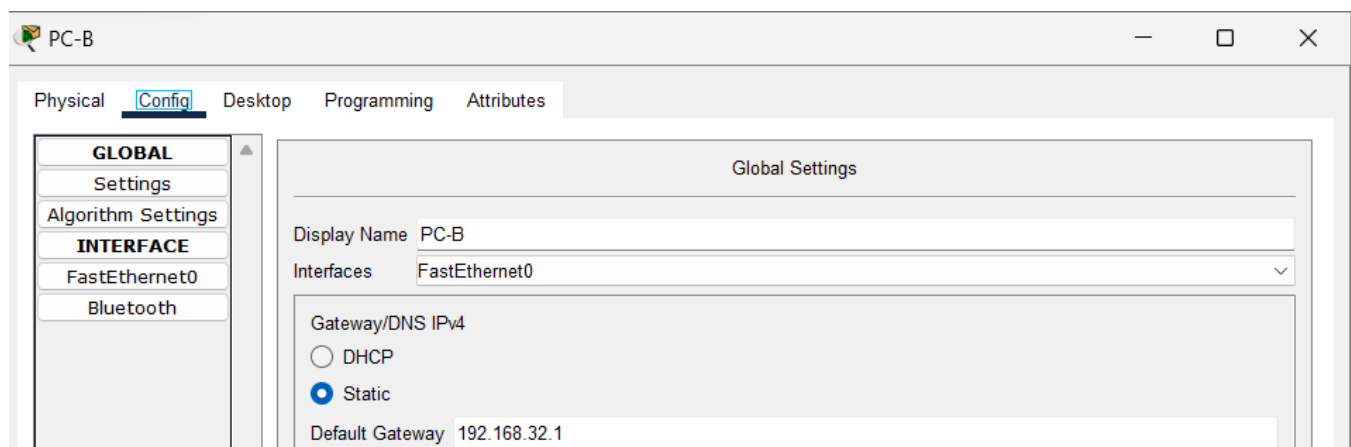 PC-B
Physical Config Desktop Programming Attributes
GLOBAL
Settings
Algorithm Settings
INTERFACE
FastEthernet0
Bluetooth
Global Settings
Display Name PC-B
Interfaces FastEthernet0
Gateway/DNS IPv4
DHCP
Static
Default Gateway 192.168.32.1